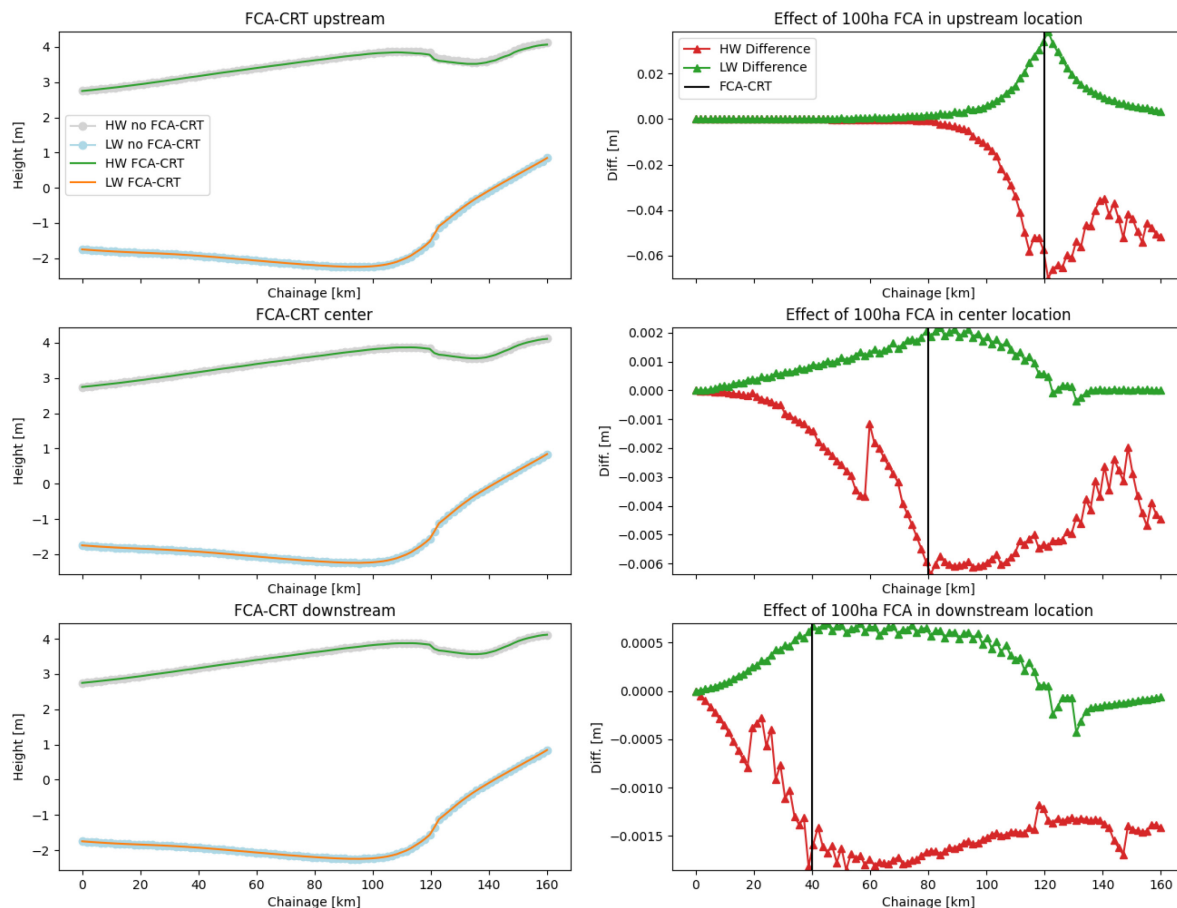 FCA-CRT upstream
Height [m]
4
3
2
1
0
−1
−2
HW no FCA-CRT
LW no FCA-CRT
HW FCA-CRT
LW FCA-CRT
Chainage [km]
Effect of 100ha FCA in upstream location
Diff. [m]
0.02
0.00
−0.02
−0.04
−0.06
HW Difference
LW Difference
FCA-CRT
Chainage [km]
FCA-CRT center
Height [m]
4
3
2
1
0
−1
−2
Chainage [km]
Effect of 100ha FCA in center location
Diff. [m]
0.002
0.001
0.000
−0.001
−0.002
−0.003
−0.004
−0.005
−0.006
Chainage [km]
FCA-CRT downstream
Height [m]
4
3
2
1
0
−1
−2
0 20 40 60 80 100 120 140 160
Chainage [km]
Effect of 100ha FCA in downstream location
Diff. [m]
0.0005
0.0000
−0.0005
−0.0010
−0.0015
0 20 40 60 80 100 120 140 160
Chainage [km]